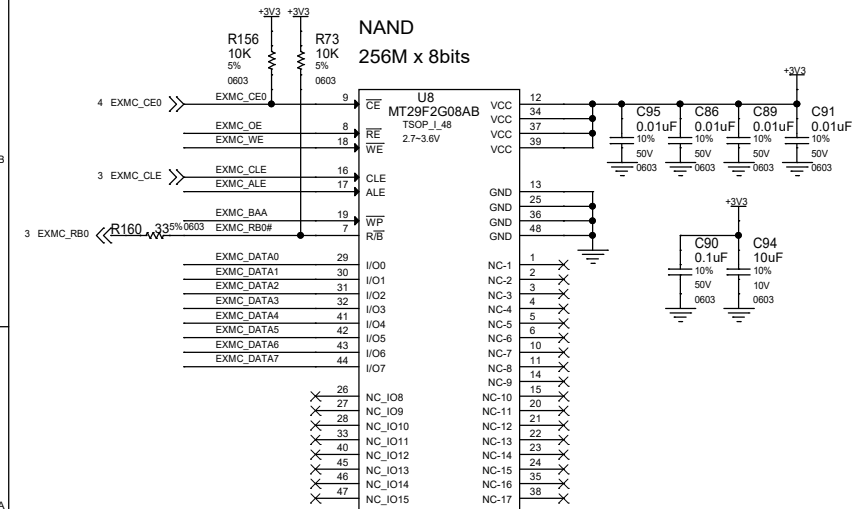 +3V3 +3V3
R156
10K
5%
0603
R73
10K
5%
0603
NAND
256M x 8bits
U8
MT29F2G08AB
TSOP_I_48
2.7~3.6V
4 EXMC_CE0 EXMC_CE0 9 CE
EXMC_OE 8 RE
EXMC_WE 18 WE
3 EXMC_CLE EXMC_CLE 16 CLE
EXMC_ALE 17 ALE
EXMC_BAA 19 WP
3 EXMC_RB0 R160 33 5% 0603 EXMC_RB0# 7 R/B
EXMC_DATA0 29 I/O0
EXMC_DATA1 30 I/O1
EXMC_DATA2 31 I/O2
EXMC_DATA3 32 I/O3
EXMC_DATA4 41 I/O4
EXMC_DATA5 42 I/O5
EXMC_DATA6 43 I/O6
EXMC_DATA7 44 I/O7
26 NC_IO8
27 NC_IO9
28 NC_IO10
33 NC_IO11
40 NC_IO12
45 NC_IO13
46 NC_IO14
47 NC_IO15
VCC 12
VCC 34
VCC 37
VCC 39
GND 13
GND 25
GND 36
GND 48
NC-1 1
NC-2 2
NC-3 3
NC-4 4
NC-5 5
NC-6 6
NC-7 10
NC-8 11
NC-9 14
NC-10 15
NC-11 20
NC-12 21
NC-13 22
NC-14 23
NC-15 24
NC-16 35
NC-17 38
+3V3
C95
0.01uF
10%
50V
0603
C86
0.01uF
10%
50V
0603
C89
0.01uF
10%
50V
0603
C91
0.01uF
10%
50V
0603
+3V3
C90
0.1uF
10%
50V
0603
C94
10uF
10%
10V
0603
B
A